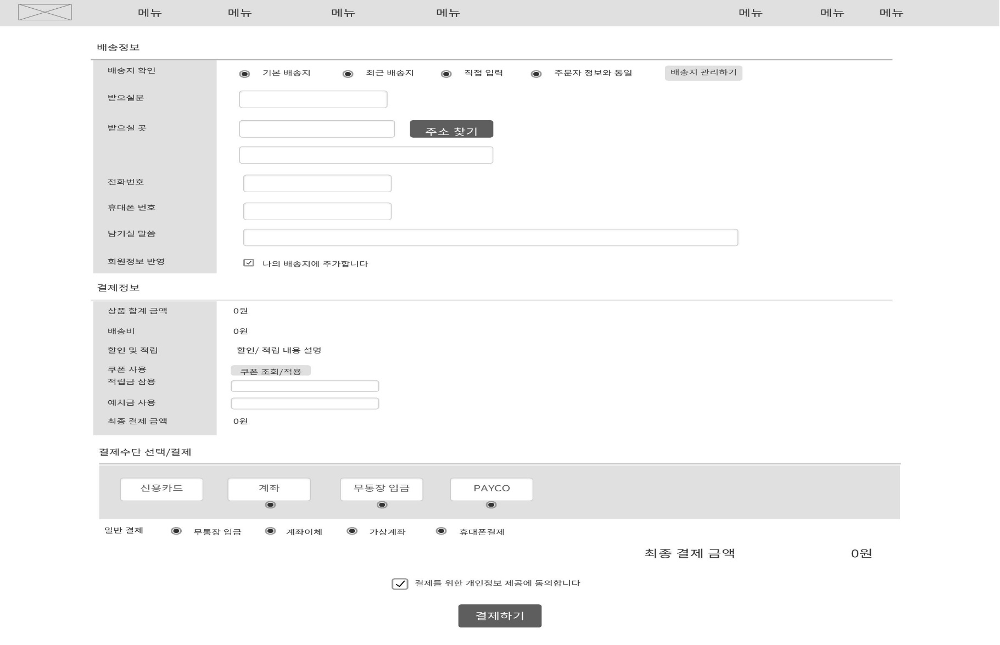 메뉴 메뉴 메뉴 메뉴 메뉴 메뉴 메뉴
배송정보
배송지 확인 기본 배송지 최근 배송지 직접 입력 주문자 정보와 동일 배송지 관리하기
받으실분
받으실 곳 주소 찾기
전화번호
휴대폰 번호
남기실 말씀
회원정보 반영 나의 배송지에 추가합니다
결제정보
상품 합계 금액 0원
배송비 0원
할인 및 적립 할인/ 적립 내용 설명
쿠폰 사용 쿠폰 조회/적용
적립금 삼용
예치금 사용
최종 결제 금액 0원
결제수단 선택/결제
신용카드 계좌 무통장 입금 PAYCO
일반 결제 무통장 입금 계좌이체 가상계좌 휴대폰결제
최종 결제 금액 0원
결제를 위한 개인정보 제공에 동의합니다
결제하기